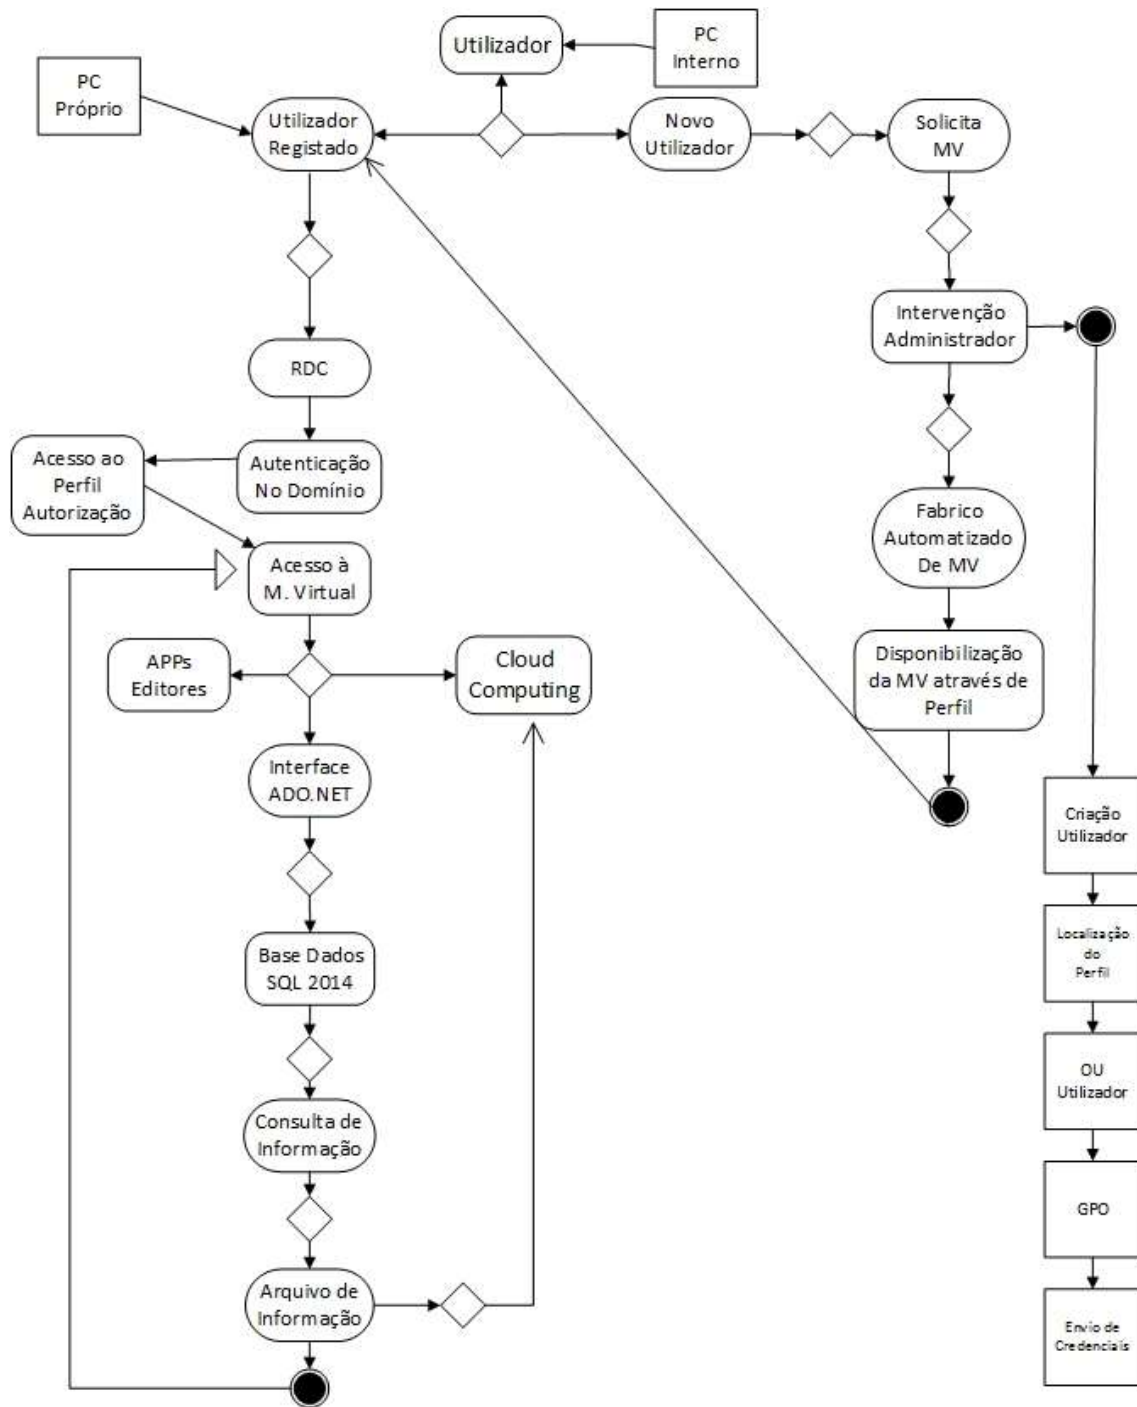 Utilizador
PC
Interno
PC
Próprio
Utilizador
Registado
Novo
Utilizador
Solicita
MV
Intervenção
Administrador
RDC
Acesso ao
Perfil
Autorização
Autenticação
No Domínio
Fabrico
Automatizado
De MV
Acesso à
M. Virtual
APPs
Editores
Cloud
Computing
Disponibilização
da MV através de
Perfil
Interface
ADO.NET
Criação
Utilizador
Localização
do
Perfil
Base Dados
SQL 2014
OU
Utilizador
Consulta de
Informação
GPO
Arquivo de
Informação
Envio de
Credenciais